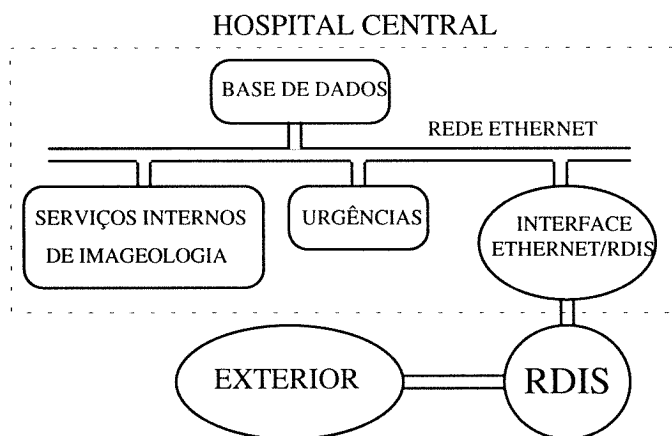 HOSPITAL CENTRAL
BASE DE DADOS
REDE ETHERNET
SERVIÇOS INTERNOS
DE IMAGEOLOGIA
URGÊNCIAS
INTERFACE
ETHERNET/RDIS
EXTERIOR
RDIS